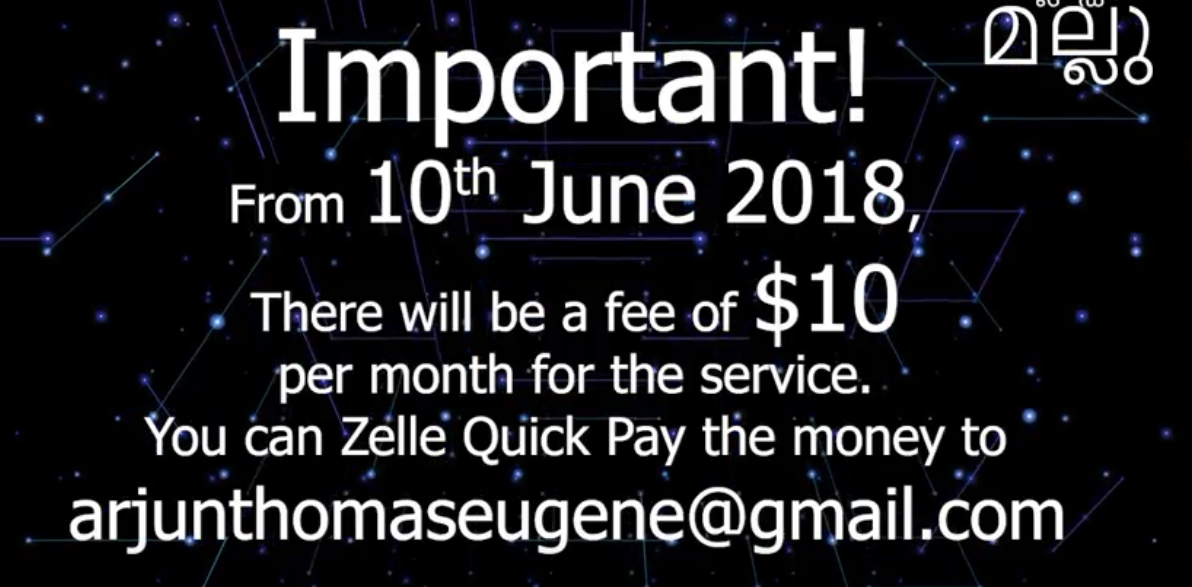 മല്ലു
Important!
From 10th June 2018,
There will be a fee of $10
per month for the service.
You can Zelle Quick Pay the money to
arjunthomaseugene@gmail.com